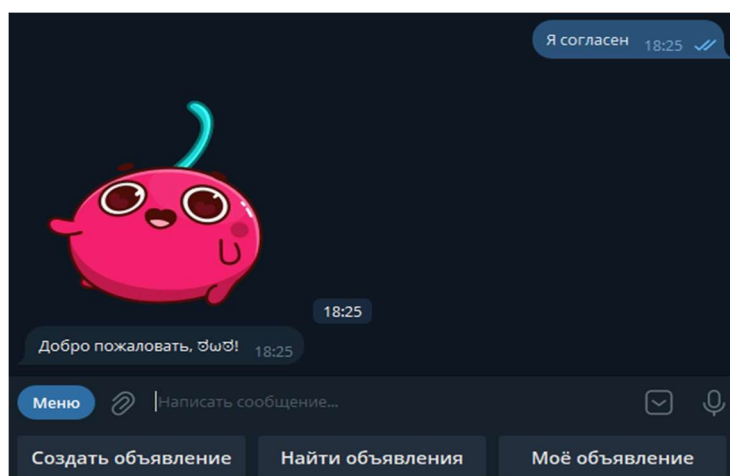 Я согласен 18:25
18:25
Добро пожаловать, ಠωಠ! 18:25
Меню Написать сообщение...
Создать объявление Найти объявления Моё объявление